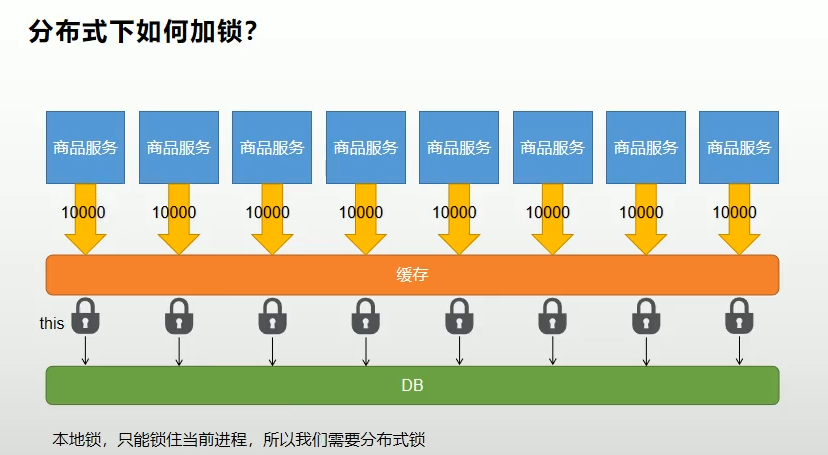 分布式下如何加锁？
商品服务 商品服务 商品服务 商品服务 商品服务 商品服务 商品服务 商品服务
10000 10000 10000 10000 10000 10000 10000 10000
缓存
this
DB
本地锁，只能锁住当前进程，所以我们需要分布式锁